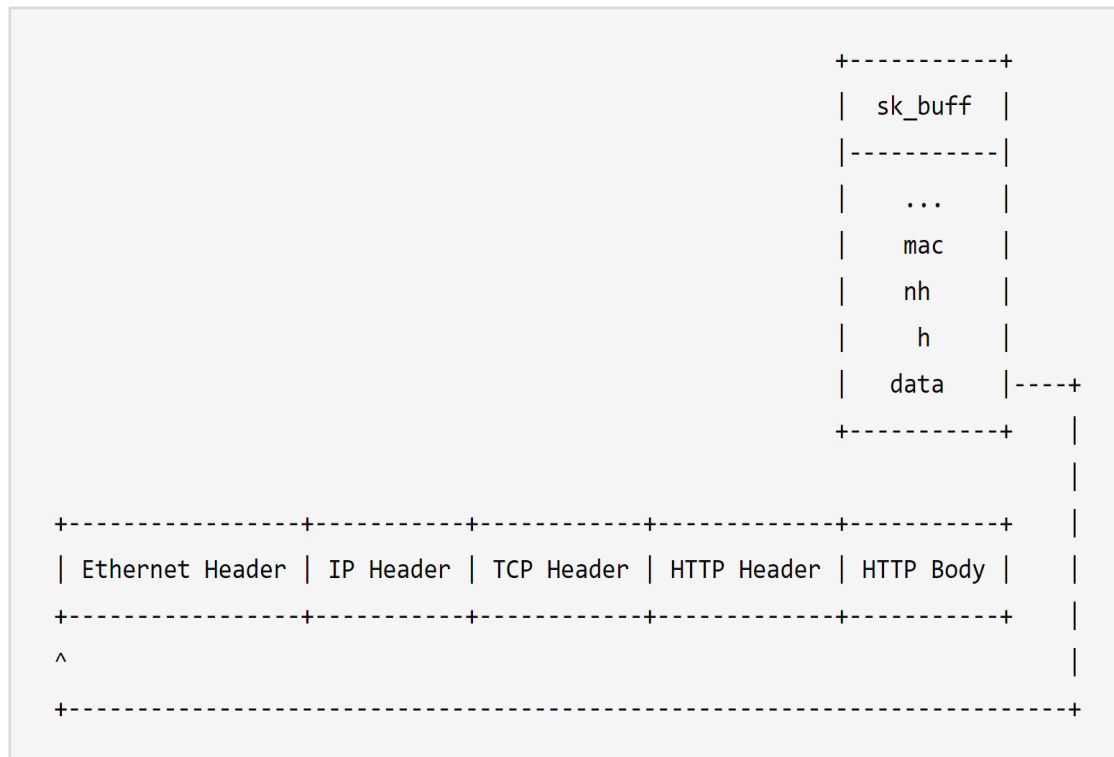 +-----------+
|  sk_buff  |
|-----------|
|    ...    |
|    mac    |
|    nh     |
|     h     |
|   data    |----+
+-----------+    |
|
+-----------------+-----------+------------+-------------+-----------+    |
| Ethernet Header | IP Header | TCP Header | HTTP Header | HTTP Body |    |
+-----------------+-----------+------------+-------------+-----------+    |
^                                                                         |
+-------------------------------------------------------------------------+